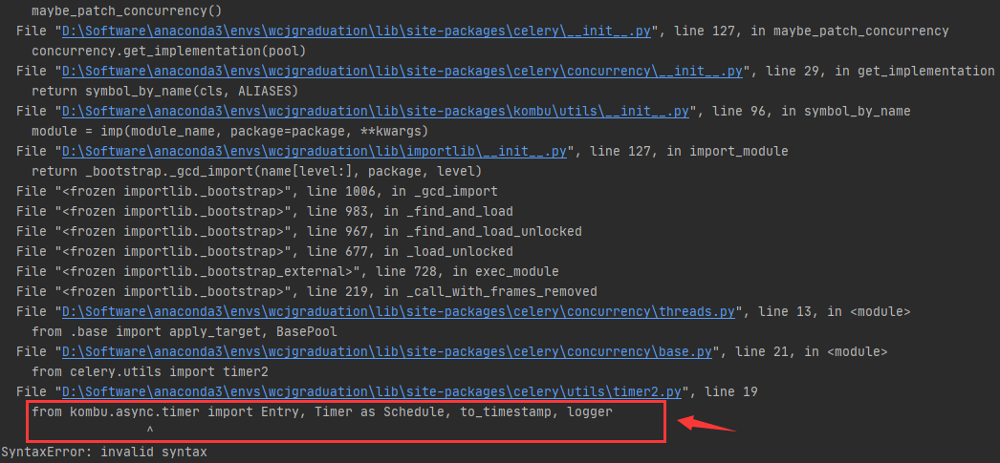 maybe_patch_concurrency()
File "D:\Software\anaconda3\envs\wcjgraduation\lib\site-packages\celery\__init__.py", line 127, in maybe_patch_concurrency
concurrency.get_implementation(pool)
File "D:\Software\anaconda3\envs\wcjgraduation\lib\site-packages\celery\concurrency\__init__.py", line 29, in get_implementation
return symbol_by_name(cls, ALIASES)
File "D:\Software\anaconda3\envs\wcjgraduation\lib\site-packages\kombu\utils\__init__.py", line 96, in symbol_by_name
module = imp(module_name, package=package, **kwargs)
File "D:\Software\anaconda3\envs\wcjgraduation\lib\importlib\__init__.py", line 127, in import_module
return _bootstrap._gcd_import(name[level:], package, level)
File "<frozen importlib._bootstrap>", line 1006, in _gcd_import
File "<frozen importlib._bootstrap>", line 983, in _find_and_load
File "<frozen importlib._bootstrap>", line 967, in _find_and_load_unlocked
File "<frozen importlib._bootstrap>", line 677, in _load_unlocked
File "<frozen importlib._bootstrap_external>", line 728, in exec_module
File "<frozen importlib._bootstrap>", line 219, in _call_with_frames_removed
File "D:\Software\anaconda3\envs\wcjgraduation\lib\site-packages\celery\concurrency\threads.py", line 13, in <module>
from .base import apply_target, BasePool
File "D:\Software\anaconda3\envs\wcjgraduation\lib\site-packages\celery\concurrency\base.py", line 21, in <module>
from celery.utils import timer2
File "D:\Software\anaconda3\envs\wcjgraduation\lib\site-packages\celery\utils\timer2.py", line 19
from kombu.async.timer import Entry, Timer as Schedule, to_timestamp, logger
^
SyntaxError: invalid syntax